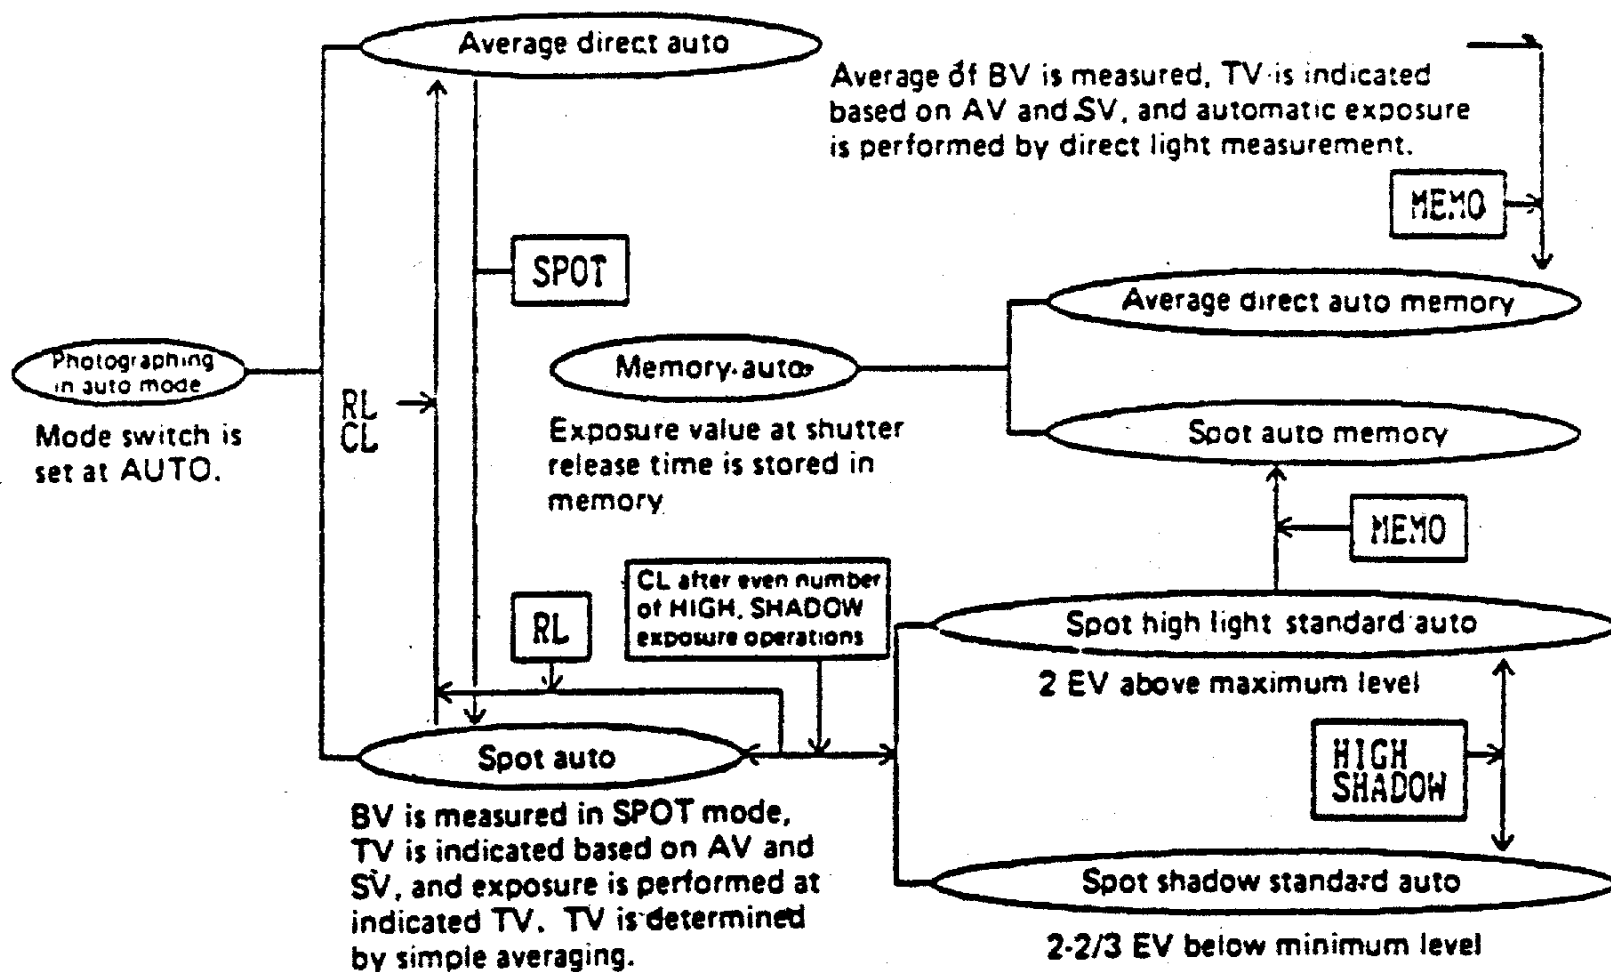 Average direct auto
Average of BV is measured, TV is indicated
based on AV and SV, and automatic exposure
is performed by direct light measurement.
MEMO
SPOT
Average direct auto memory
Photographing
in auto mode
Mode switch is
set at AUTO.
RL
CL
Memory auto
Exposure value at shutter
release time is stored in
memory
Spot auto memory
MEMO
CL after even number
of HIGH, SHADOW
exposure operations
RL
Spot high light standard auto
2 EV above maximum level
HIGH
SHADOW
Spot auto
BV is measured in SPOT mode,
TV is indicated based on AV and
SV, and exposure is performed at
indicated TV. TV is determined
by simple averaging.
Spot shadow standard auto
2-2/3 EV below minimum level